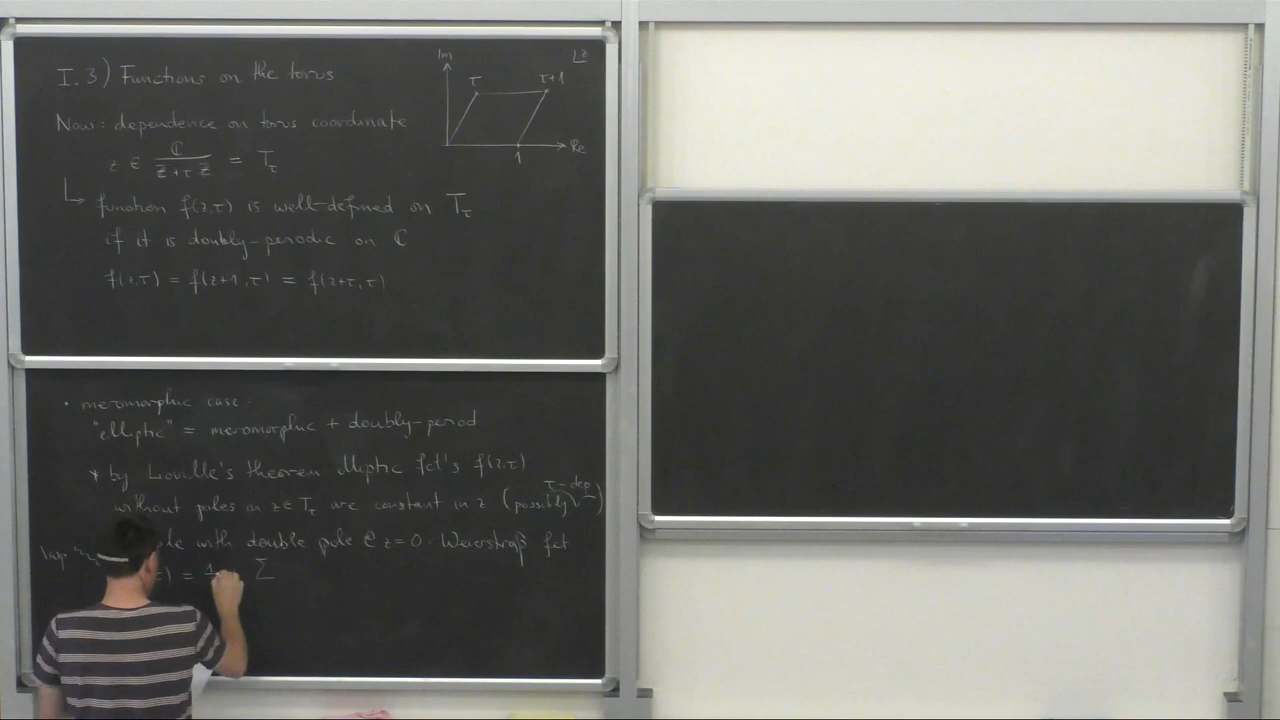 I.3) Functions on the torus
Now: dependence on torus coordinate
z ∈ ℂ / ℤ+τℤ = T_τ
↳ function f(z,τ) is well-defined on T_τ
if it is doubly-periodic on ℂ
f(z,τ) = f(z+1,τ) = f(z+τ,τ)
Im
τ
τ+1
z
1
Re
• meromorphic case:
"elliptic" = meromorphic + doubly-period
* by Liouville's theorem elliptic fct's f(z,τ)
without poles in z∈T_τ are constant in z (possibly τ-dep)
with double pole @ z=0: Weierstraß fct
) = 1 Σ